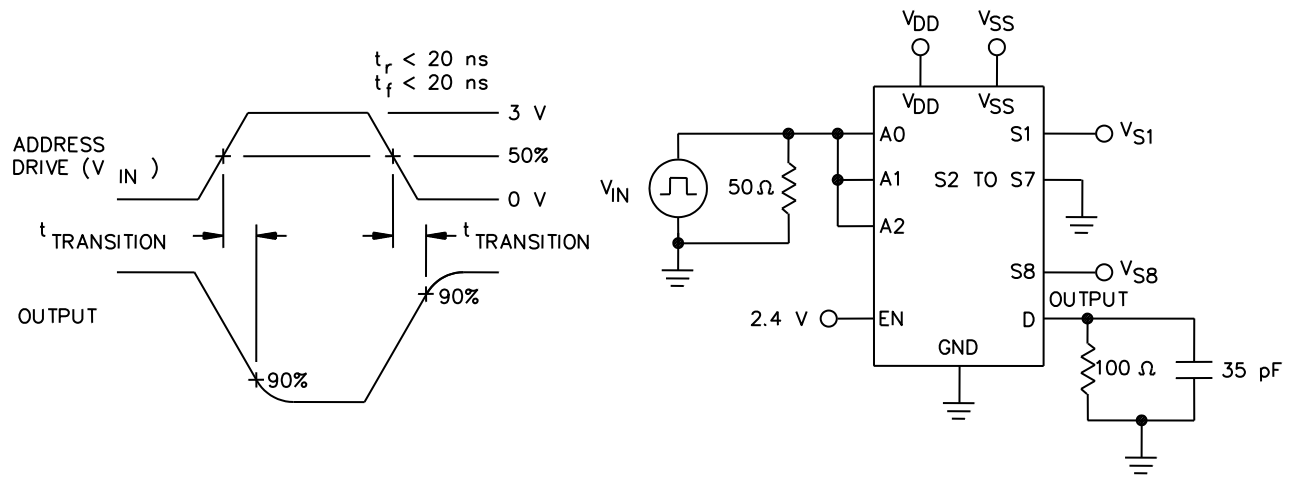 t_r < 20 ns
t_f < 20 ns
3 V
ADDRESS
DRIVE (V_IN)
50%
0 V
t_TRANSITION
t_TRANSITION
OUTPUT
90%
90%
V_DD
V_SS
V_DD
V_SS
A0
S1
V_S1
V_IN
50Ω
A1
S2 TO S7
A2
S8
V_S8
OUTPUT
2.4 V
EN
D
GND
100 Ω
35 pF